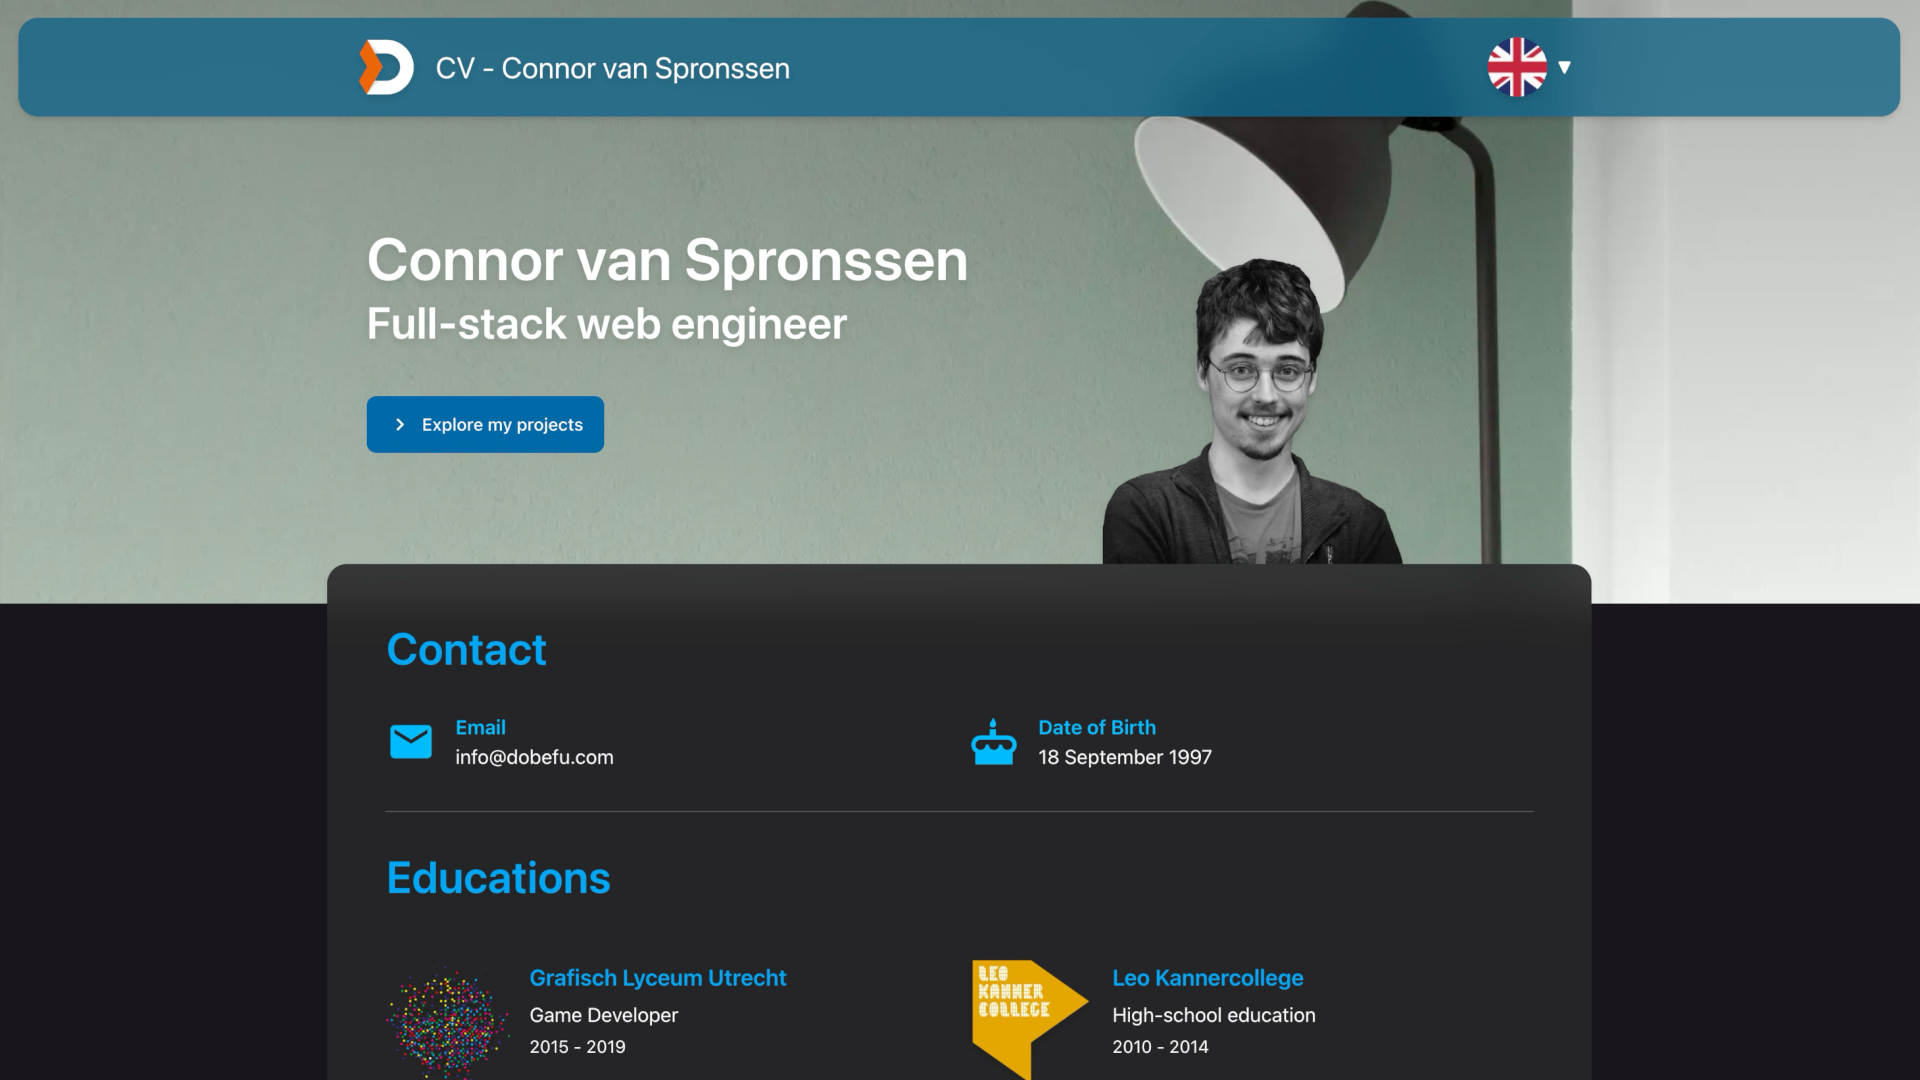 CV - Connor van Spronssen
Connor van Spronssen
Full-stack web engineer
Explore my projects
Contact
Email
info@dobefu.com
Date of Birth
18 September 1997
Educations
Grafisch Lyceum Utrecht
Game Developer
2015 - 2019
LEO
KANNER
COLLEGE
Leo Kannercollege
High-school education
2010 - 2014